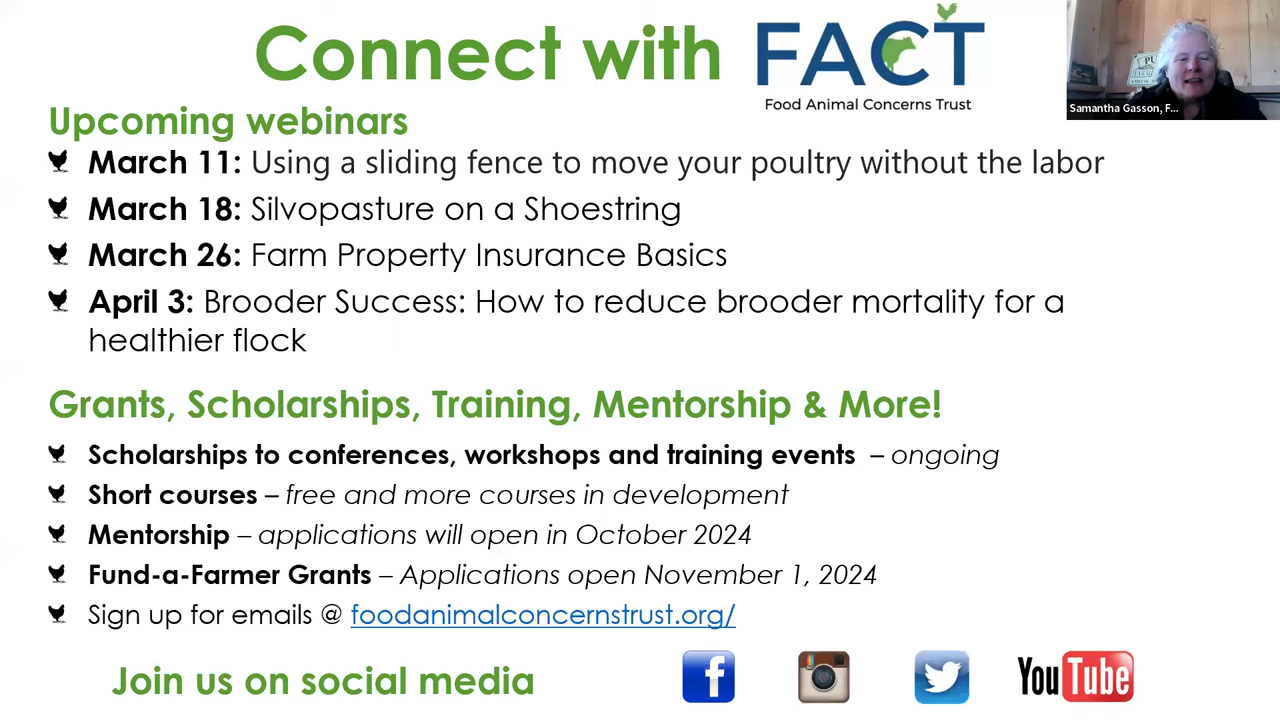 Connect with FACT
Food Animal Concerns Trust
Samantha Gasson, F...
Upcoming webinars
March 11: Using a sliding fence to move your poultry without the labor
March 18: Silvopasture on a Shoestring
March 26: Farm Property Insurance Basics
April 3: Brooder Success: How to reduce brooder mortality for a
healthier flock
Grants, Scholarships, Training, Mentorship & More!
Scholarships to conferences, workshops and training events – ongoing
Short courses – free and more courses in development
Mentorship – applications will open in October 2024
Fund-a-Farmer Grants – Applications open November 1, 2024
Sign up for emails @ foodanimalconcernstrust.org/
Join us on social media
f
YouTube